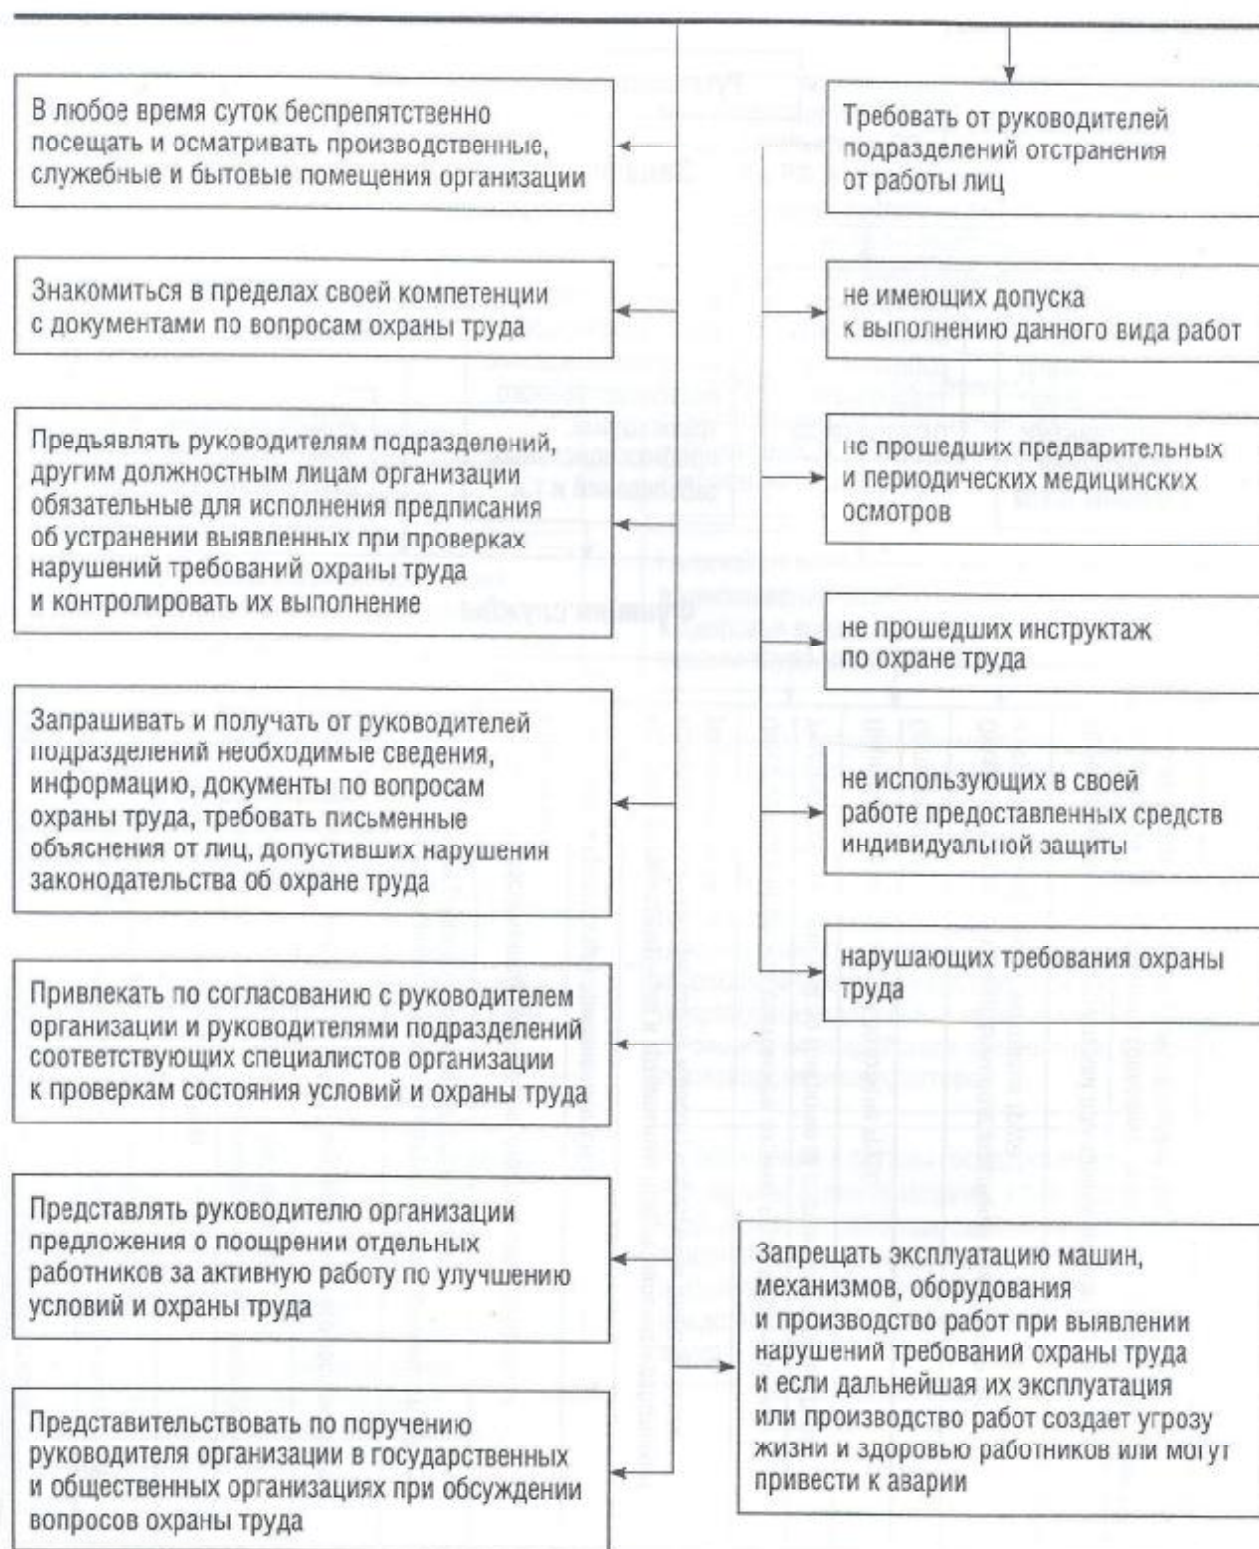 В любое время суток беспрепятственно
посещать и осматривать производственные,
служебные и бытовые помещения организации
Знакомиться в пределах своей компетенции
с документами по вопросам охраны труда
Предъявлять руководителям подразделений,
другим должностным лицам организации
обязательные для исполнения предписания
об устранении выявленных при проверках
нарушений требований охраны труда
и контролировать их выполнение
Запрашивать и получать от руководителей
подразделений необходимые сведения,
информацию, документы по вопросам
охраны труда, требовать письменные
объяснения от лиц, допустивших нарушения
законодательства об охране труда
Привлекать по согласованию с руководителем
организации и руководителями подразделений
соответствующих специалистов организации
к проверкам состояния условий и охраны труда
Представлять руководителю организации
предложения о поощрении отдельных
работников за активную работу по улучшению
условий и охраны труда
Представительствовать по поручению
руководителя организации в государственных
и общественных организациях при обсуждении
вопросов охраны труда
Требовать от руководителей
подразделений отстранения
от работы лиц
не имеющих допуска
к выполнению данного вида работ
не прошедших предварительных
и периодических медицинских
осмотров
не прошедших инструктаж
по охране труда
не использующих в своей
работе предоставленных средств
индивидуальной защиты
нарушающих требования охраны
труда
Запрещать эксплуатацию машин,
механизмов, оборудования
и производство работ при выявлении
нарушений требований охраны труда
и если дальнейшая их эксплуатация
или производство работ создает угрозу
жизни и здоровью работников или могут
привести к аварии